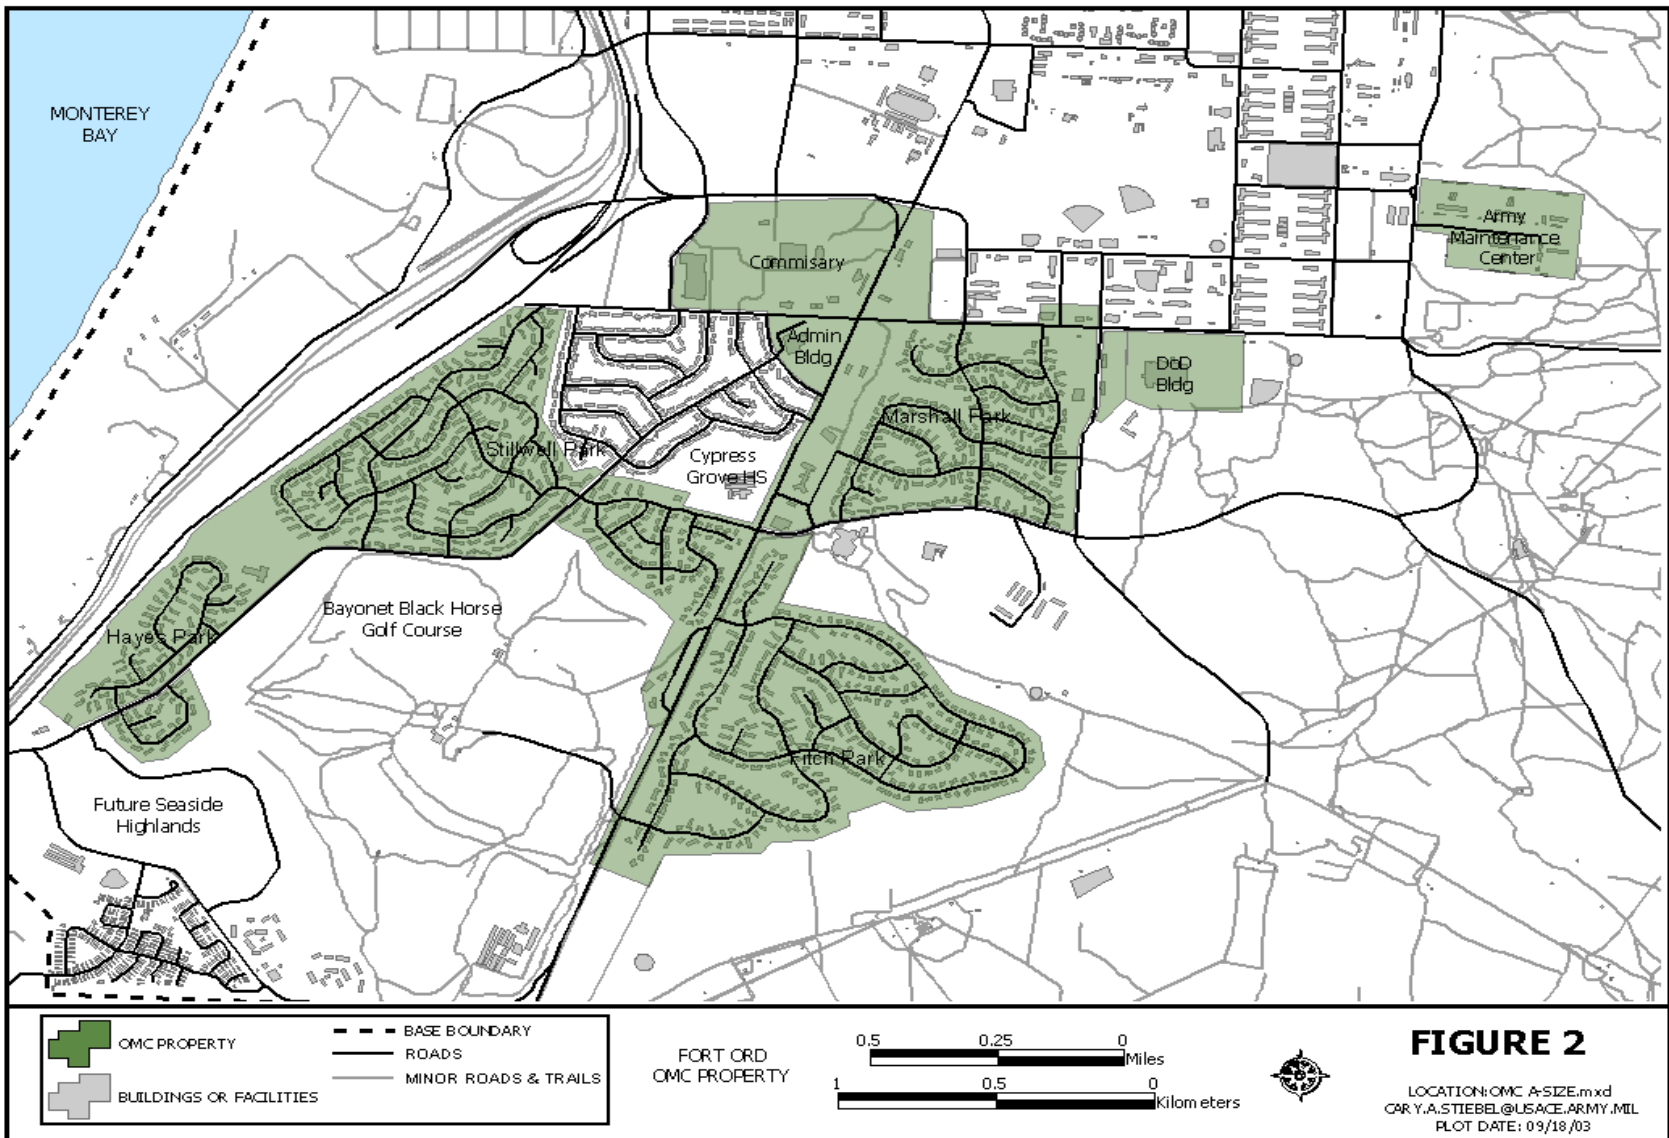 MONTEREY
BAY
Commisary
Army
Maintenance
Center
Admin
Bldg
DoD
Bldg
Marshall Park
Stillwell Park
Cypress
Grove HS
Bayonet Black Horse
Golf Course
Hayes Park
Fitch Park
Future Seaside
Highlands
OMC PROPERTY
BUILDINGS OR FACILITIES
BASE BOUNDARY
ROADS
MINOR ROADS & TRAILS
FORT ORD
OMC PROPERTY
0.5 0.25 0
Miles
1 0.5 0
Kilometers
FIGURE 2
LOCATION:OMC A-SIZE.mxd
CARY.A.STIEBEL@USACE.ARMY.MIL
PLOT DATE: 09/18/03